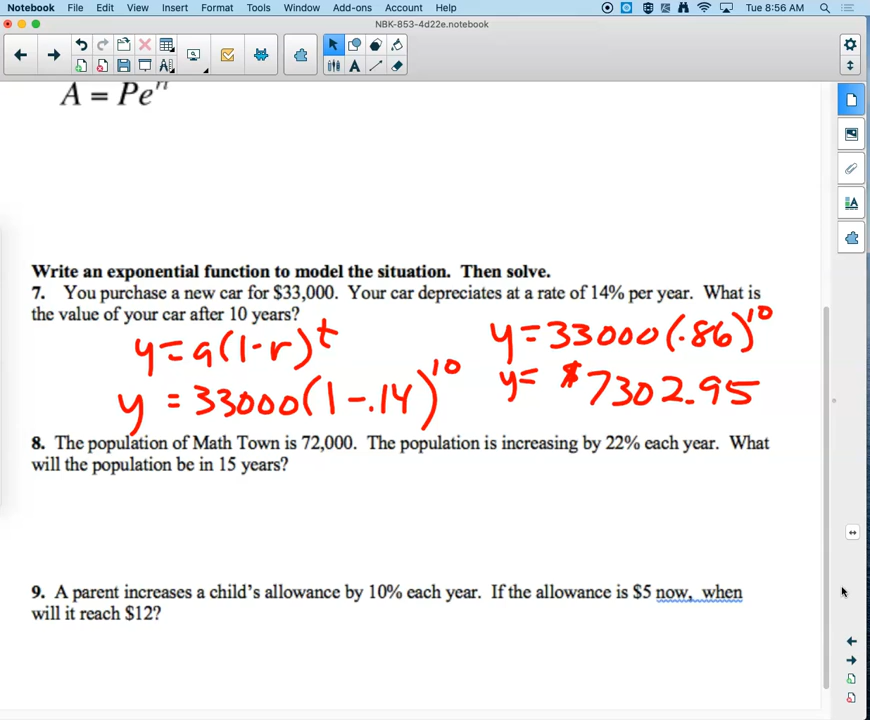 Notebook File Edit View Insert Format Tools Window Add-ons Account Help Tue 8:56 AM
NBK-853-4d22e.notebook
A = Pe^rt
Write an exponential function to model the situation. Then solve.
7. You purchase a new car for $33,000. Your car depreciates at a rate of 14% per year. What is
the value of your car after 10 years?
y = a(1-r)^t
y = 33000(1-.14)^10
y = 33000(.86)^10
y = $7302.95
8. The population of Math Town is 72,000. The population is increasing by 22% each year. What
will the population be in 15 years?
9. A parent increases a child's allowance by 10% each year. If the allowance is $5 now, when
will it reach $12?